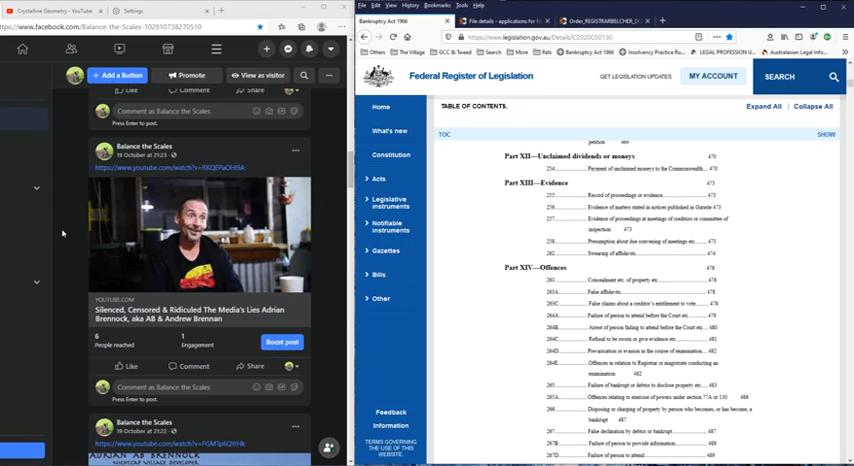 Crystalline Geometry - YouTube
Settings
https://www.facebook.com/Balance-the-Scales-102910738270510
Add a Button
Promote
View as visitor
Like
Comment
Share
Comment as Balance the Scales
Press Enter to post.
Balance the Scales
19 October at 21:23
YOUTUBE.COM
Silenced, Censored & Ridiculed The Media's Lies Adrian
Brennock, aka AB & Andrew Brennan
6
People reached
1
Engagement
Boost post
Like
Comment
Share
Comment as Balance the Scales
Press Enter to post.
Balance the Scales
19 October at 21:22
ADRIAN AB BRENNOCK
File Edit View History Bookmarks Tools Help
Bankruptcy Act 1966
File details - applications for F
Order_REGISTRARBELCHER_DC
https://www.legislation.gov.au/Details/C2020C00130
Others
The Village
GCC & Tweed
Search
More
Rels
Bankruptcy Act 1966
Insolvency Practice Ru
LEGAL PROFESSION U
Australasian Legal Info
Federal Register of Legislation
GET LEGISLATION UPDATES
MY ACCOUNT
SEARCH
Home
What's new
Constitution
Acts
Legislative
instruments
Notifiable
instruments
Gazettes
Bills
Other
Feedback
Information
TERMS GOVERNING
THE USE OF THIS
WEBSITE.
TABLE OF CONTENTS.
Expand All
Collapse All
TOC
SHOW
petition 469
Part XII—Unclaimed dividends or moneys 470
254 Payment of unclaimed moneys to the Commonwealth 470
Part XIII—Evidence 473
255 Record of proceedings or evidence 473
256 Evidence of matters stated in notices published in Gazette 473
257 Evidence of proceedings at meetings of creditors or committee of
inspection 473
258 Presumption about due convening of meetings etc. 473
262 Swearing of affidavits 474
Part XIV—Offences 476
263 Concealment etc. of property etc. 476
263A False affidavits 478
263C False claims about a creditor's entitlement to vote 478
264A Failure of person to attend before the Court etc. 479
264B Arrest of person failing to attend before the Court etc. 480
264C Refusal to be sworn or give evidence etc. 481
264D Prevarication or evasion in the course of examination 482
264E Offences in relation to Registrar or magistrate conducting an
examination 482
265 Failure of bankrupt or debtor to disclose property etc. 483
265A Offences relating to exercise of powers under section 77A or 130 486
266 Disposing or charging of property by person who becomes, or has become, a
bankrupt 487
267 False declaration by debtor or bankrupt 487
267B Failure of person to provide information 488
267D Failure of person to attend 489